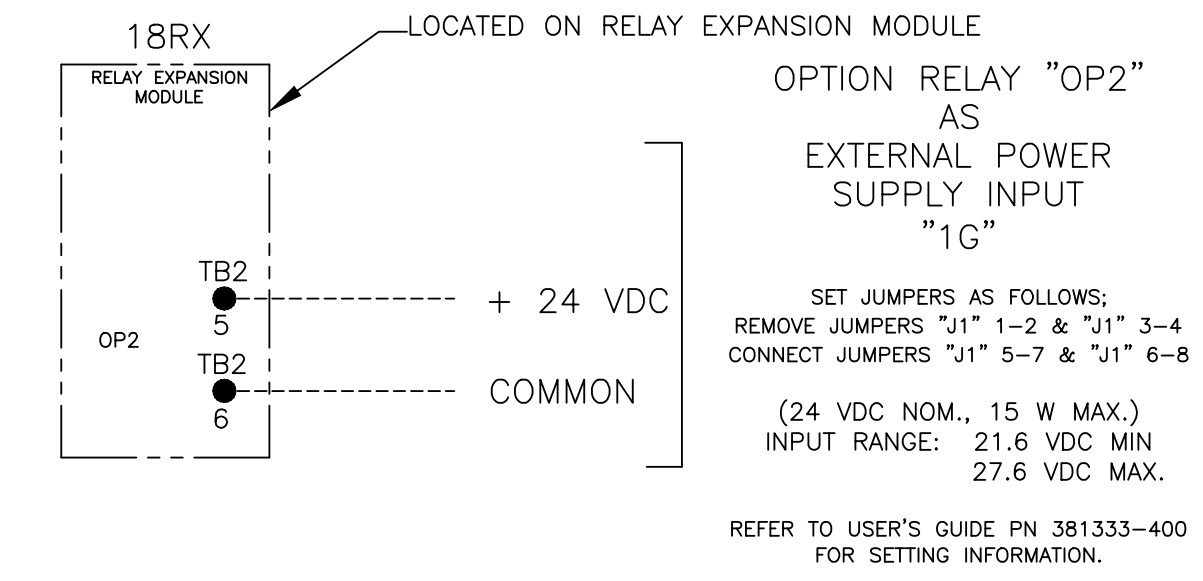 18RX
RELAY EXPANSION
MODULE
LOCATED ON RELAY EXPANSION MODULE
TB2
5
OP2
TB2
6
+ 24 VDC
COMMON
OPTION RELAY "OP2"
AS
EXTERNAL POWER
SUPPLY INPUT
"1G"
SET JUMPERS AS FOLLOWS;
REMOVE JUMPERS "J1" 1-2 & "J1" 3-4
CONNECT JUMPERS "J1" 5-7 & "J1" 6-8
(24 VDC NOM., 15 W MAX.)
INPUT RANGE: 21.6 VDC MIN
27.6 VDC MAX.
REFER TO USER'S GUIDE PN 381333-400
FOR SETTING INFORMATION.